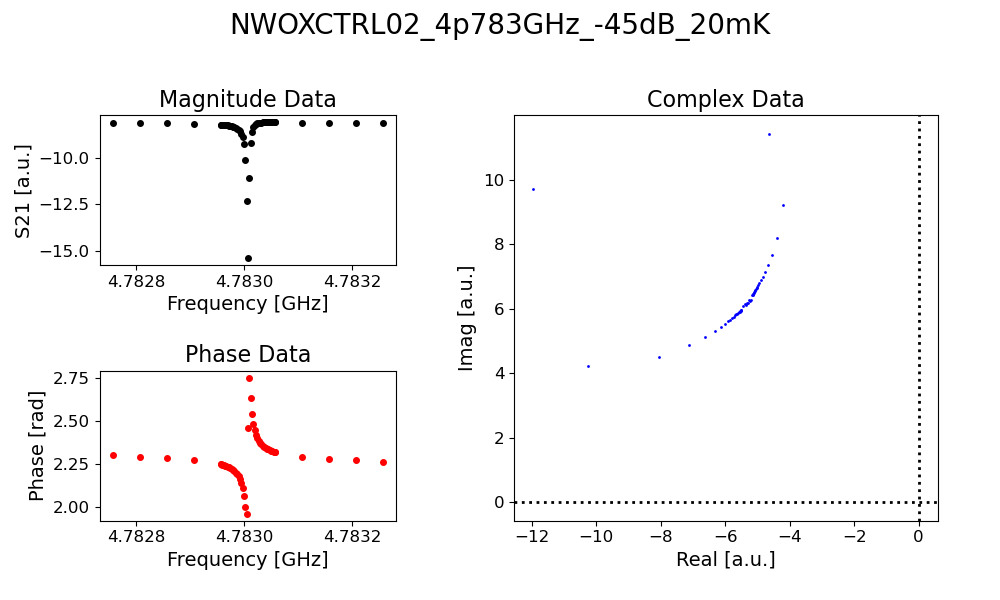 NWOXCTRL02_4p783GHz_-45dB_20mK
Magnitude Data
S21 [a.u.]
−10.0
−12.5
−15.0
4.7828
4.7830
4.7832
Frequency [GHz]
Phase Data
Phase [rad]
2.75
2.50
2.25
2.00
4.7828
4.7830
4.7832
Frequency [GHz]
Complex Data
Imag [a.u.]
10
8
6
4
2
0
−12
−10
−8
−6
−4
−2
0
Real [a.u.]